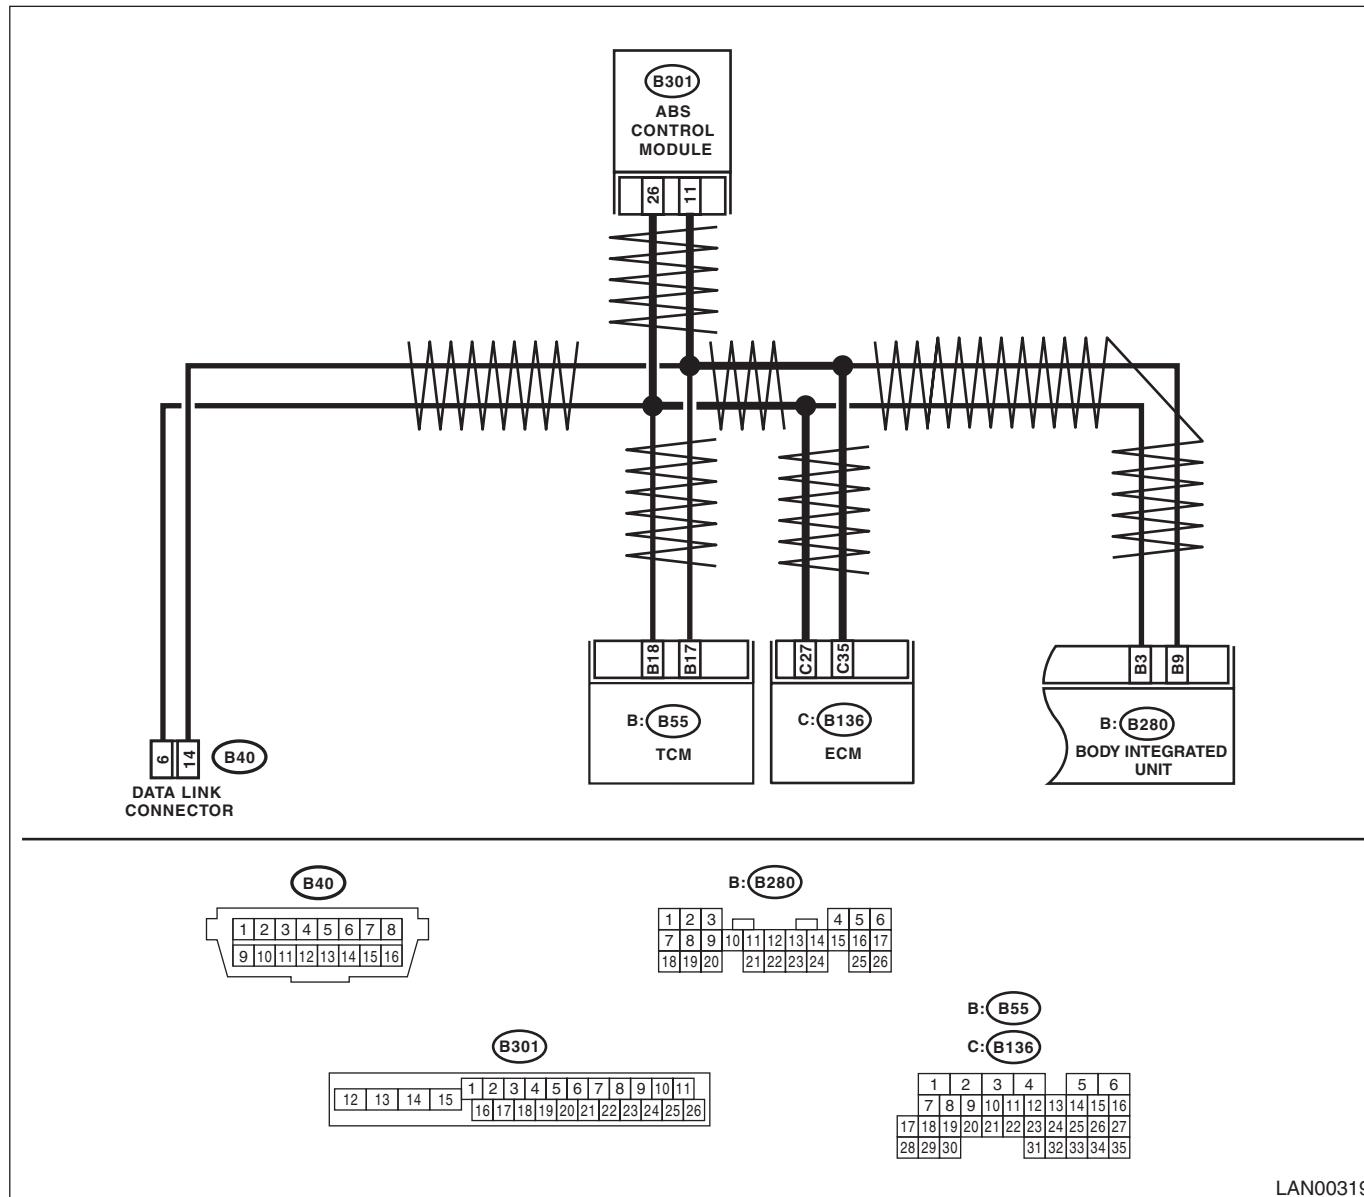 B301
ABS
CONTROL
MODULE
26 11
B18 B17
C27 C35
B3 B9
B: B55
TCM
C: B136
ECM
B: B280
BODY INTEGRATED
UNIT
6 14 B40
DATA LINK
CONNECTOR
B40
1 2 3 4 5 6 7 8
9 10 11 12 13 14 15 16
B: B280
1 2 3 4 5 6
7 8 9 10 11 12 13 14 15 16 17
18 19 20 21 22 23 24 25 26
B301
1 2 3 4 5 6 7 8 9 10 11
12 13 14 15
16 17 18 19 20 21 22 23 24 25 26
B: B55
C: B136
1 2 3 4 5 6
7 8 9 10 11 12 13 14 15 16
17 18 19 20 21 22 23 24 25 26 27
28 29 30 31 32 33 34 35
LAN00319